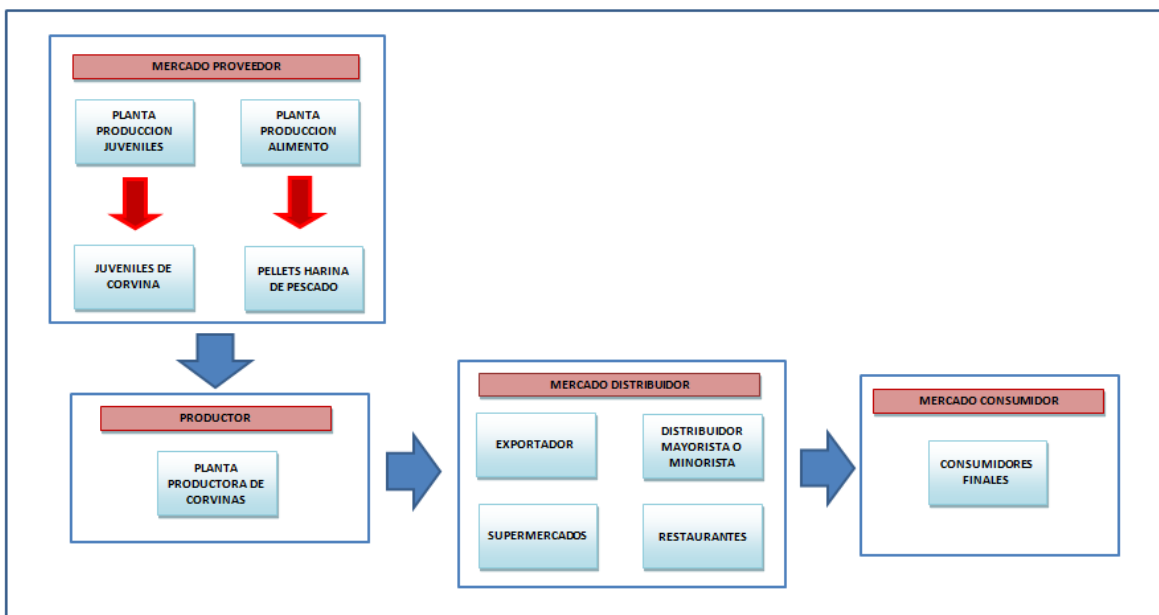 MERCADO PROVEEDOR
PLANTA
PRODUCCION
JUVENILES
PLANTA
PRODUCCION
ALIMENTO
JUVENILES DE
CORVINA
PELLETS HARINA
DE PESCADO
PRODUCTOR
PLANTA
PRODUCTORA DE
CORVINAS
MERCADO DISTRIBUIDOR
EXPORTADOR
DISTRIBUIDOR
MAYORISTA O
MINORISTA
SUPERMERCADOS
RESTAURANTES
MERCADO CONSUMIDOR
CONSUMIDORES
FINALES